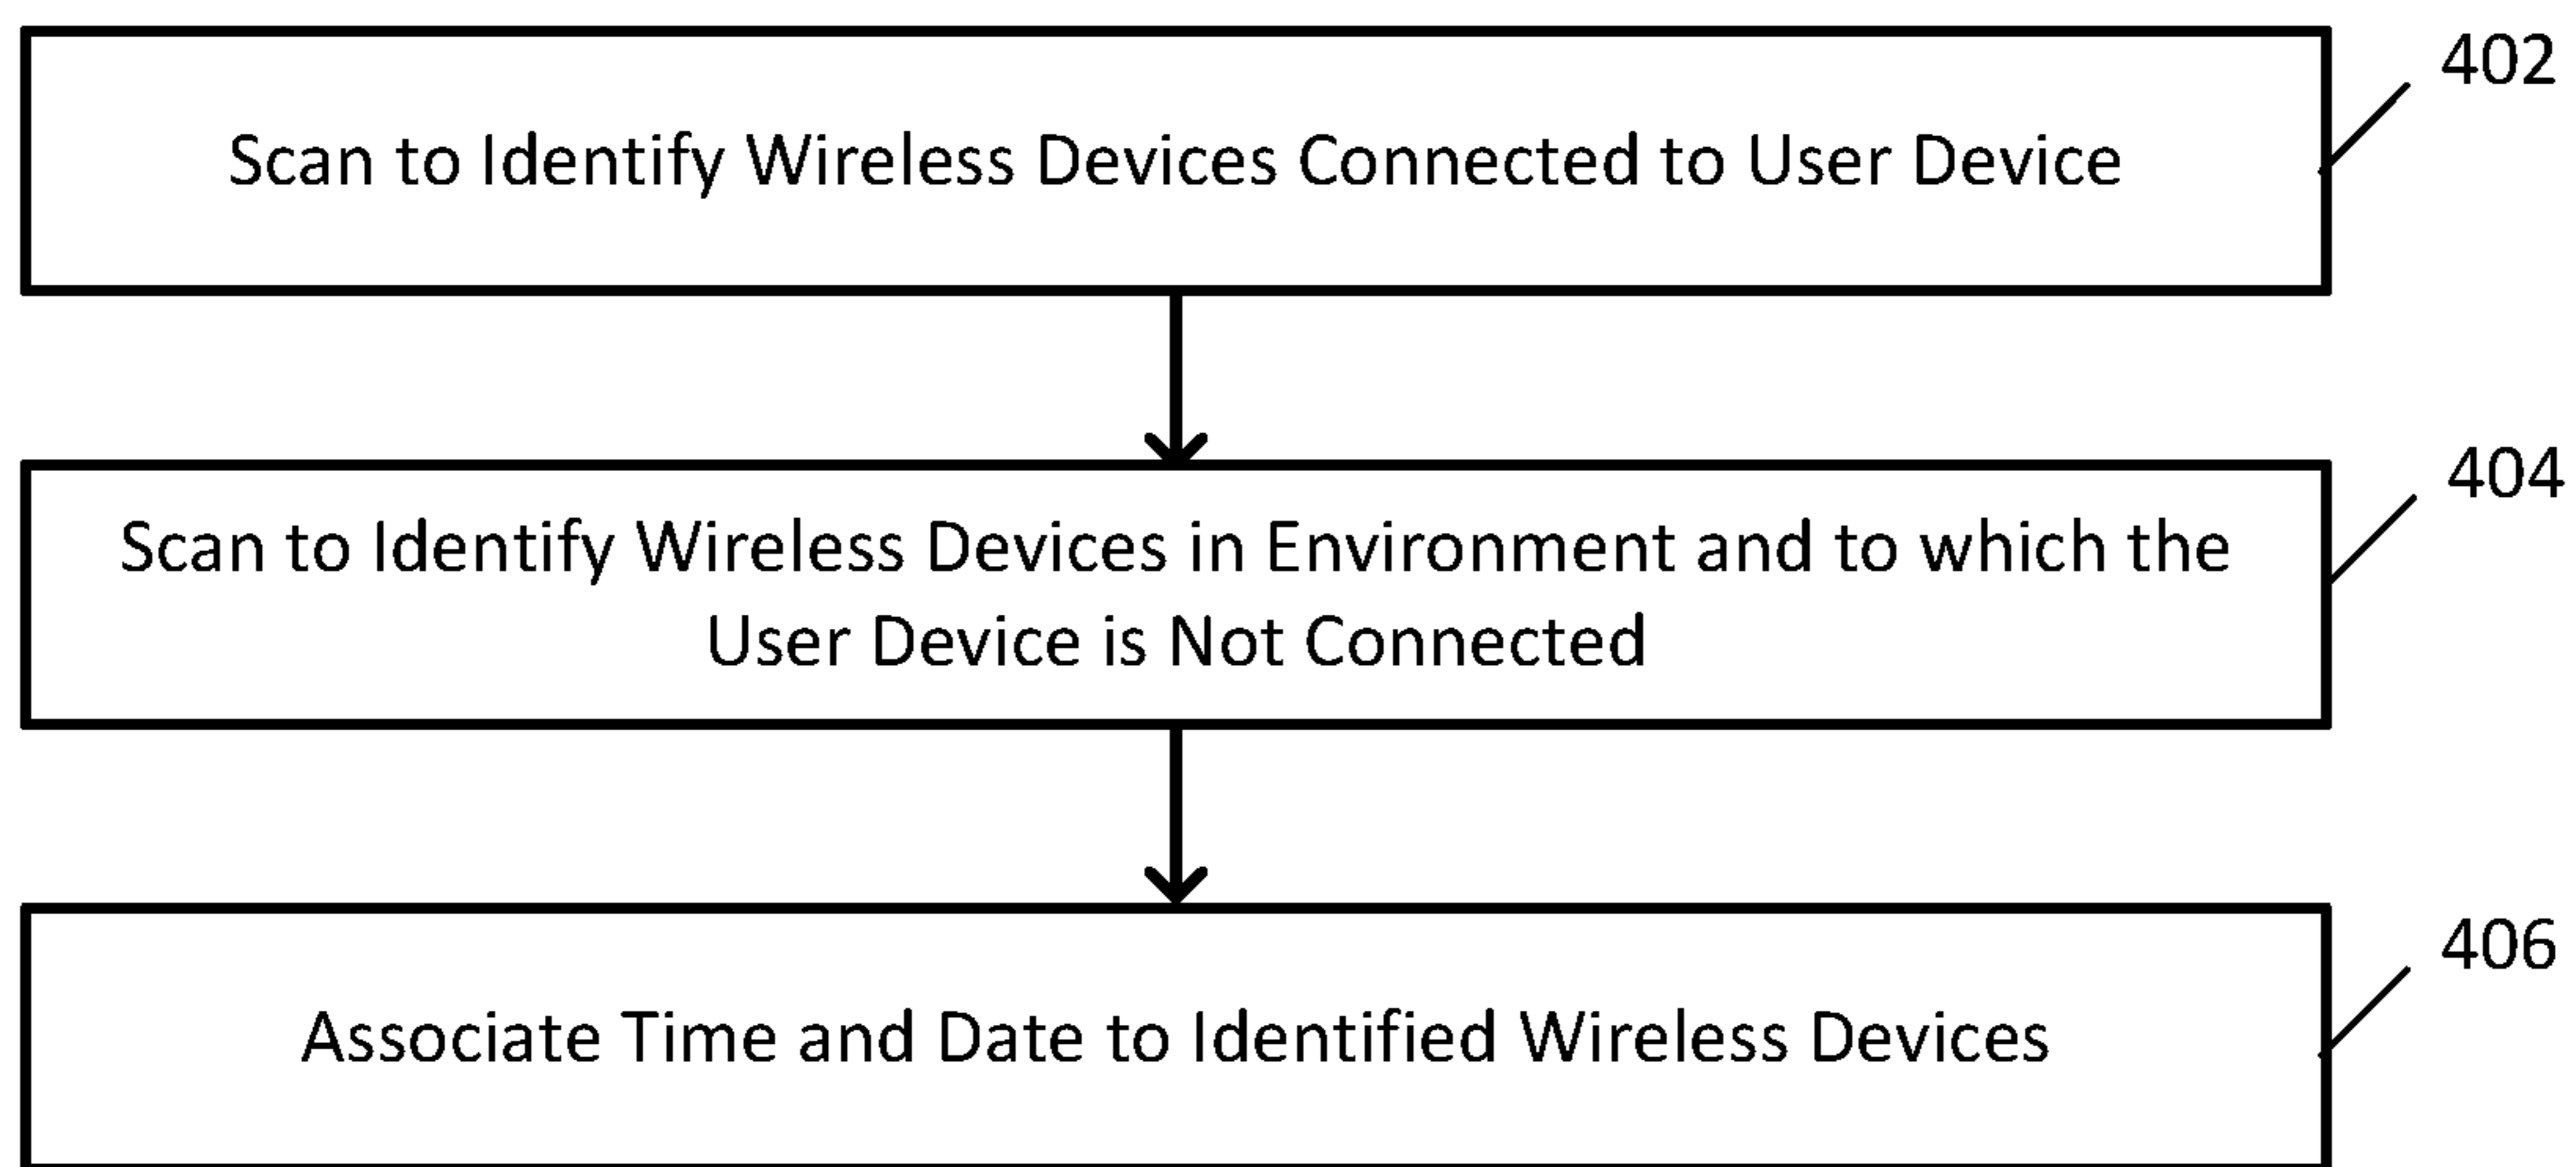 402
Scan to Identify Wireless Devices Connected to User Device
404
Scan to Identify Wireless Devices in Environment and to which the
User Device is Not Connected
406
Associate Time and Date to Identified Wireless Devices